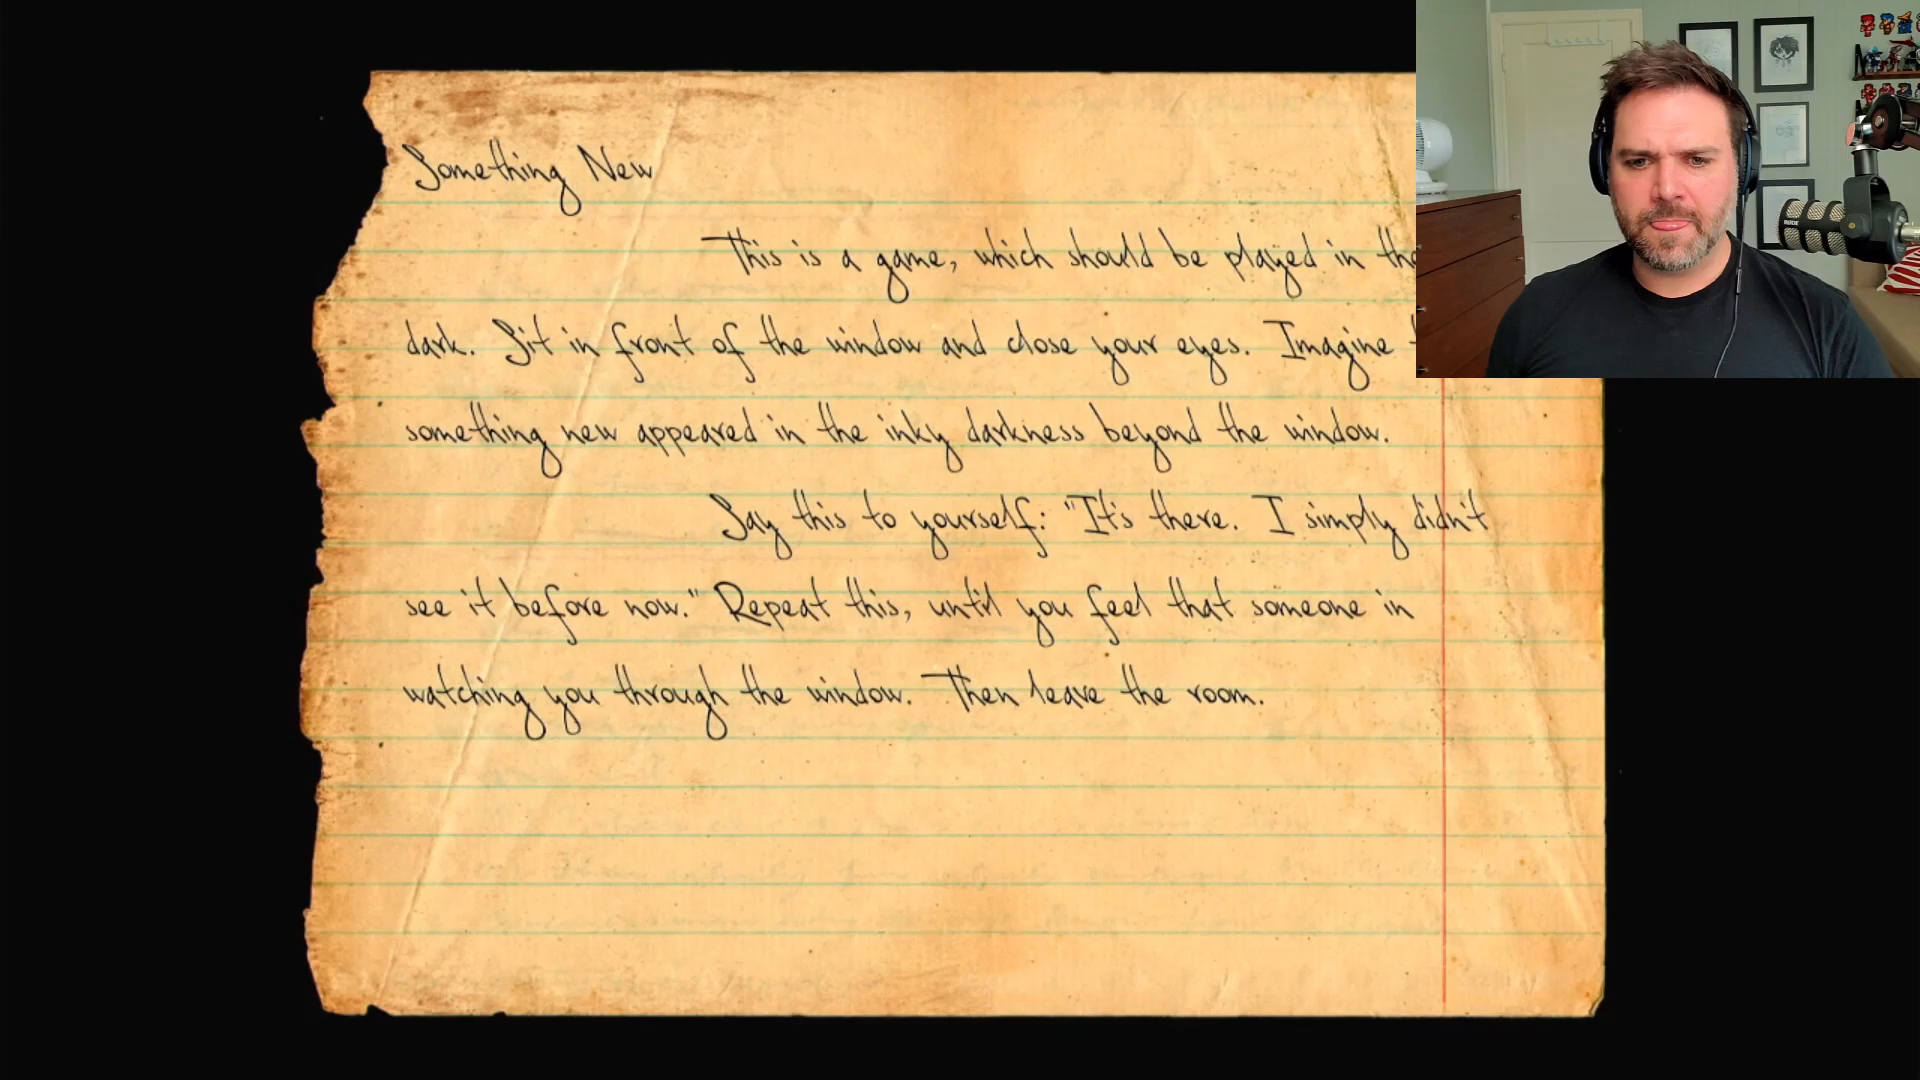 Something New
This is a game, which should be played in the
dark. Sit in front of the window and close your eyes. Imagine
something new appeared in the inky darkness beyond the window.
Say this to yourself: "It's there. I simply didn't
see it before now." Repeat this, until you feel that someone in
watching you through the window. Then leave the room.
RODE